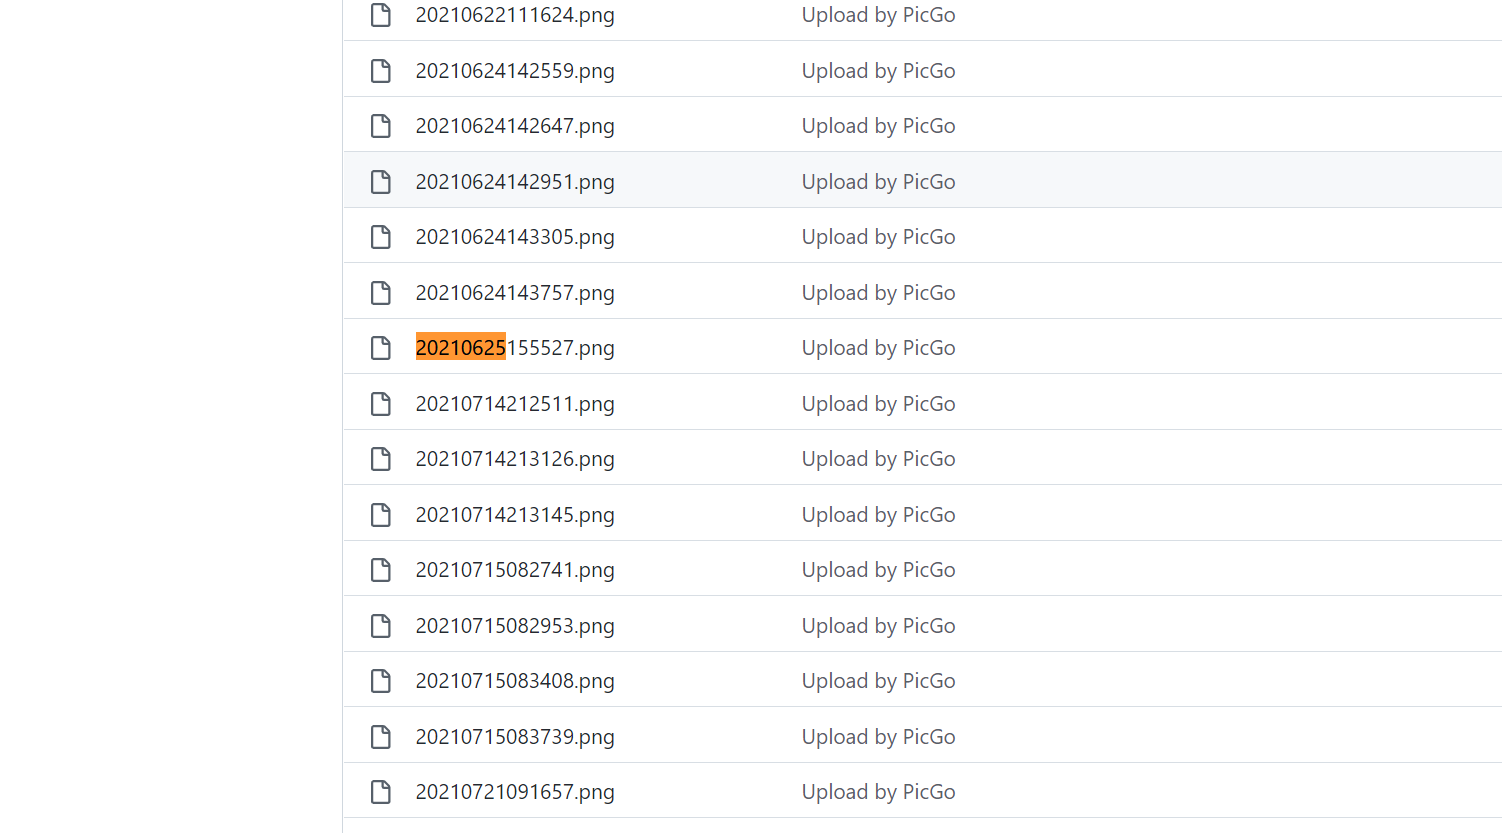 20210622111624.png Upload by PicGo
20210624142559.png Upload by PicGo
20210624142647.png Upload by PicGo
20210624142951.png Upload by PicGo
20210624143305.png Upload by PicGo
20210624143757.png Upload by PicGo
20210625155527.png Upload by PicGo
20210714212511.png Upload by PicGo
20210714213126.png Upload by PicGo
20210714213145.png Upload by PicGo
20210715082741.png Upload by PicGo
20210715082953.png Upload by PicGo
20210715083408.png Upload by PicGo
20210715083739.png Upload by PicGo
20210721091657.png Upload by PicGo